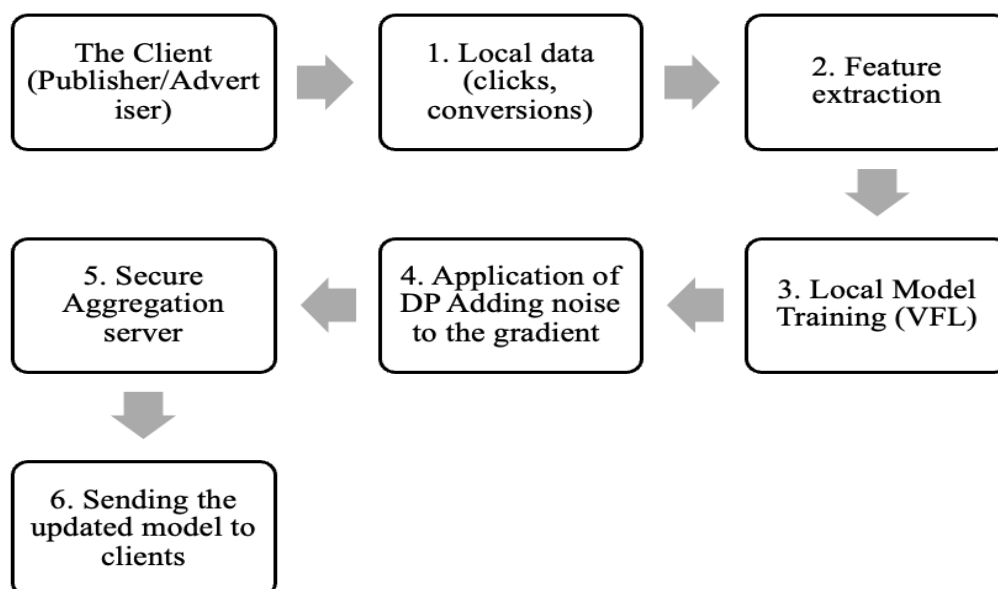 The Client
(Publisher/Advert
iser)
1. Local data
(clicks,
conversions)
2. Feature
extraction
3. Local Model
Training (VFL)
4. Application of
DP Adding noise
to the gradient
5. Secure
Aggregation
server
6. Sending the
updated model to
clients